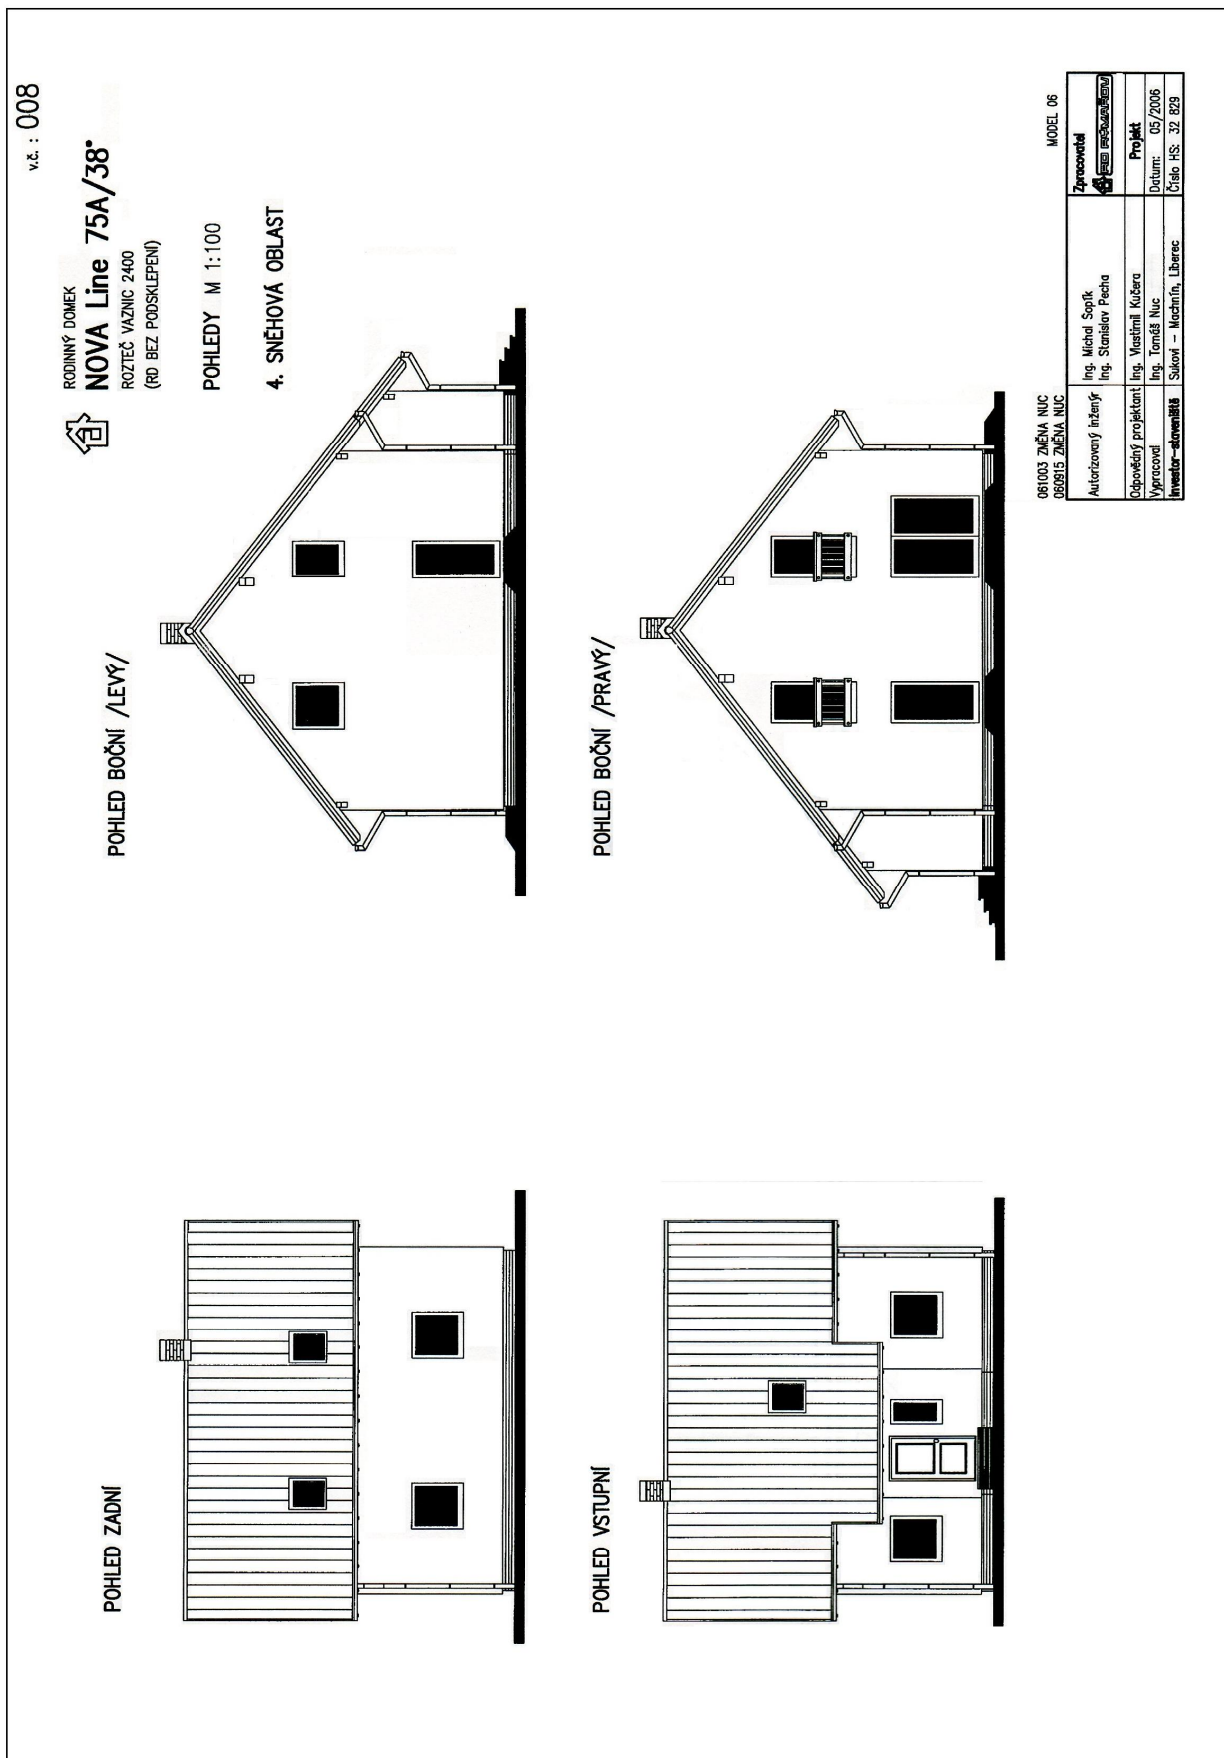 v.č. : 008
RODINNÝ DOMEK
NOVA Line 75A/38°
ROZTEČ VAZNIC 2400
(RD BEZ PODSKLEPENÍ)
POHLEDY M 1:100
4. SNĚHOVÁ OBLAST
POHLED ZADNÍ
POHLED BOČNÍ /LEVÝ/
POHLED VSTUPNÍ
POHLED BOČNÍ /PRAVÝ/
061003 ZMĚNA NUC
060915 ZMĚNA NUC
MODEL 06
Autorizovaný inženýr
Ing. Michal Sopík
Ing. Stanislav Pecha
Zpracovatel
RD RÝMAŘOV
Odpovědný projektant
Ing. Vlastimil Kučera
Projekt
Vypracoval
Ing. Tomáš Nuc
Datum: 05/2006
Investor-staveniště
Sukovi – Machnín, Liberec
Číslo HS: 32 829